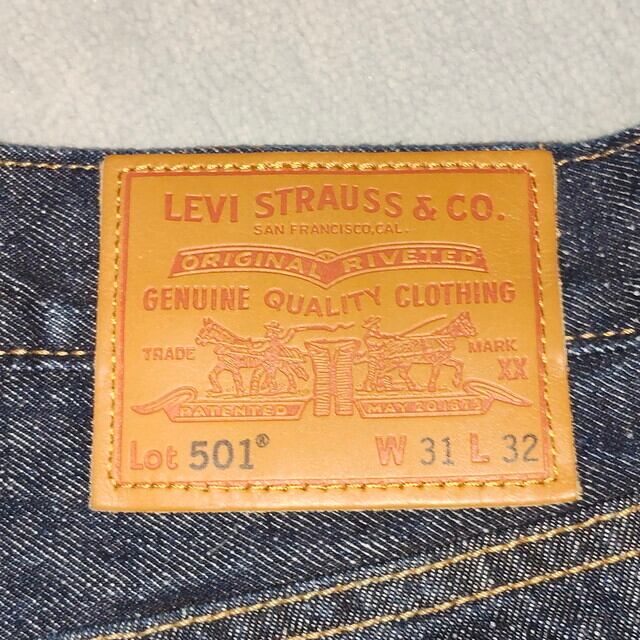 LEVI STRAUSS & CO.
SAN FRANCISCO, CAL.
ORIGINAL RIVETED
GENUINE QUALITY CLOTHING
TRADE MARK
XX
PATENTED MAY 20 1873
Lot 501® W 31 L 32